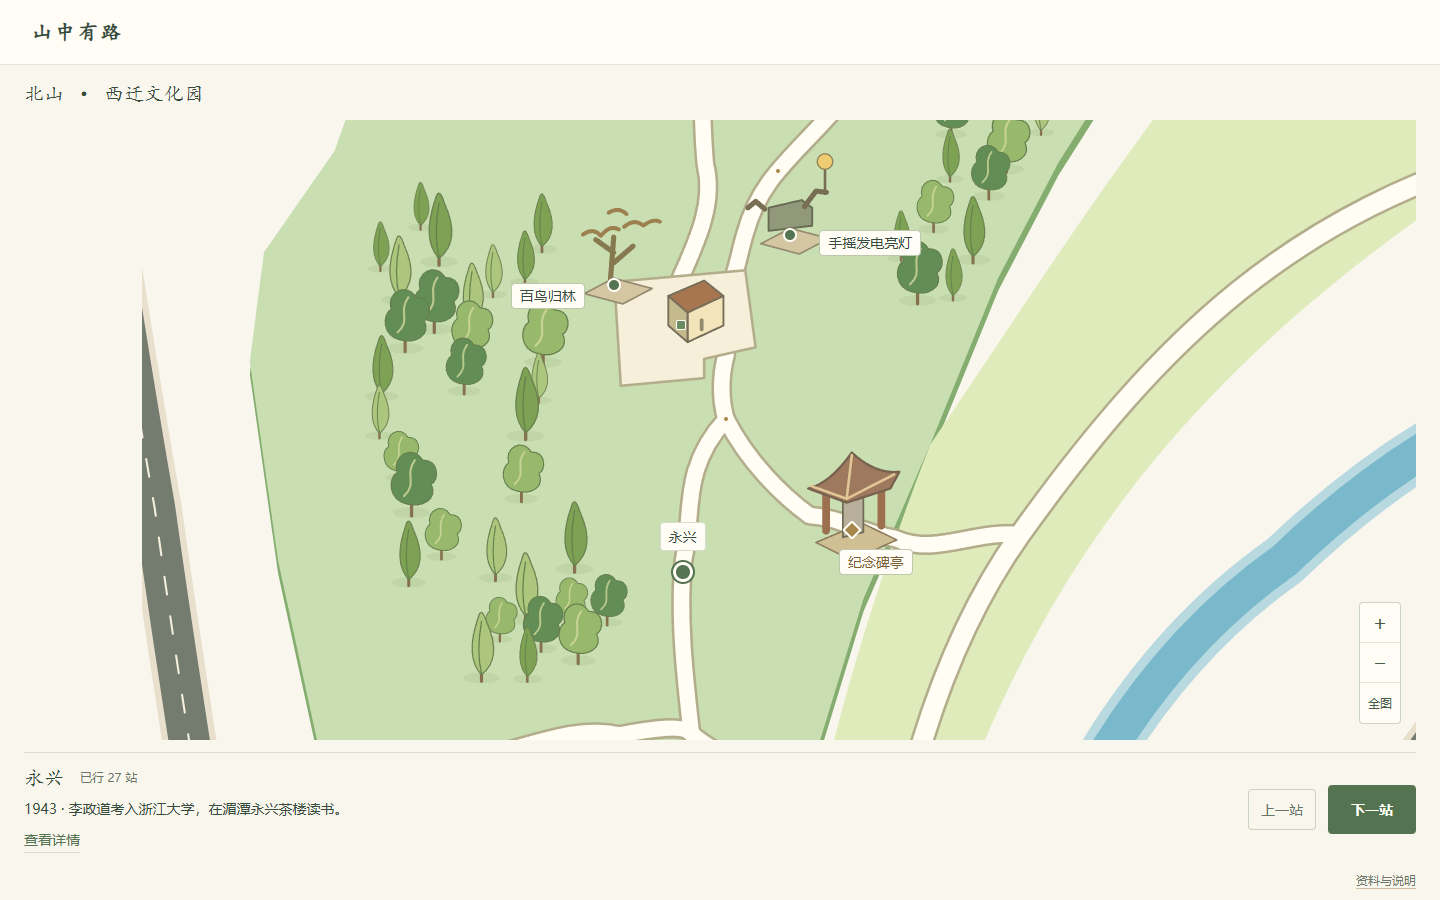 山中有路
北山 • 西迁文化园
手摇发电亮灯
百鸟归林
永兴
纪念碑亭
+
−
全图
永兴 已行 27 站
1943 · 李政道考入浙江大学，在湄潭永兴茶楼读书。
查看详情
上一站
下一站
资料与说明